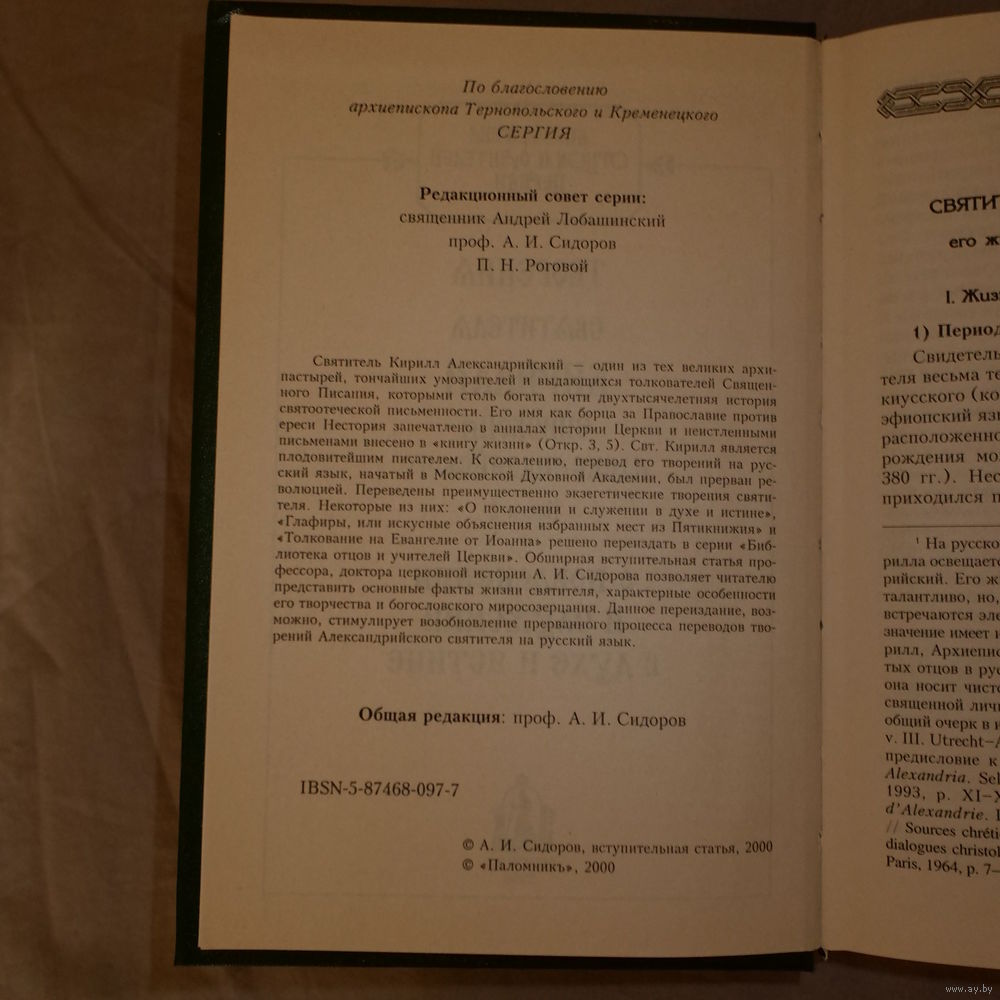 По благословению
архиепископа Тернопольского и Кременецкого
СЕРГИЯ
Редакционный совет серии:
священник Андрей Лобашинский
проф. А. И. Сидоров
П. Н. Роговой
Святитель Кирилл Александрийский — один из тех великих архи-
пастырей, тончайших умозрителей и выдающихся толкователей Священ-
ного Писания, которыми столь богата почти двухтысячелетняя история
святоотеческой письменности. Его имя как борца за Православие против
ереси Нестория запечатлено в анналах истории Церкви и неистленными
письменами внесено в «книгу жизни» (Откр. 3, 5). Свт. Кирилл является
плодовитейшим писателем. К сожалению, перевод его творений на рус-
ский язык, начатый в Московской Духовной Академии, был прерван ре-
волюцией. Переведены преимущественно экзегетические творения святи-
теля. Некоторые из них: «О поклонении и служении в духе и истине»,
«Глафиры, или искусные объяснения избранных мест из Пятикнижия» и
«Толкование на Евангелие от Иоанна» решено переиздать в серии «Биб-
лиотека отцов и учителей Церкви». Обширная вступительная статья про-
фессора, доктора церковной истории А. И. Сидорова позволяет читателю
представить основные факты жизни святителя, характерные особенности
его творчества и богословского миросозерцания. Данное переиздание, воз-
можно, стимулирует возобновление прерванного процесса переводов тво-
рений Александрийского святителя на русский язык.
Общая редакция: проф. А. И. Сидоров
IBSN-5-87468-097-7
© А. И. Сидоров, вступительная статья, 2000
© «Паломникъ», 2000
СВЯТИТ
его ж
I. Жиз
1) Период
Свидетель
теля весьма те
киусского (ко
эфиопский яз
расположенно
рождения мо
380 гг.). Нес
приходился п
¹ На русско
рилла освещаетс
рийский. Его ж
талантливо, но,
встречаются эле
значение имеет и
рилл, Архиепис
тых отцов в рус
она носит чисто
священной личн
общий очерк в и
v. III. Utrecht–A
предисловие к
Alexandria. Sel
1993, p. XI–X
d'Alexandrie.
// Sources chréti
dialogues christol
Paris, 1964, p. 7–
www.ay.by